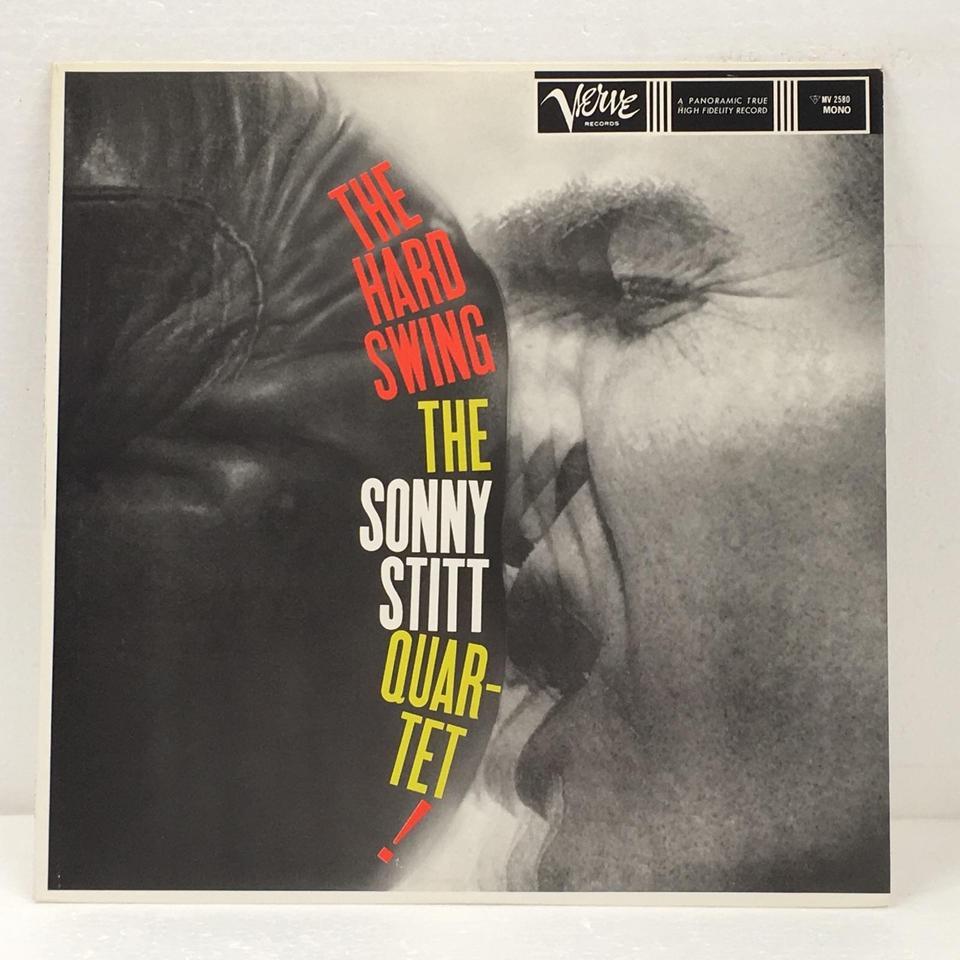 Verve
RECORDS
A PANORAMIC TRUE
HIGH FIDELITY RECORD
MV 2580
MONO
THE
HARD
SWING
THE
SONNY
STITT
QUAR-
TET
!